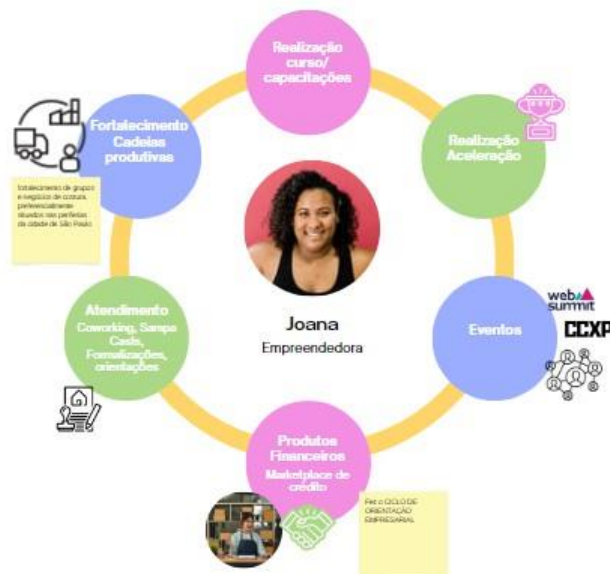 Realização
curso/
capacitações
Realização
Aceleração
Eventos
web
summit
CCXP
Produtos
Financeiros
Marketplace de
crédito
Fez o CICLO DE
ORIENTAÇÃO
EMPRESARIAL
Atendimento
Coworking, Sampa
Casts,
Formalizações,
orientações
Fortalecimento
Cadeias
produtivas
fortalecimento de grupos
e negócios de costura,
preferencialmente
situados nas periferias
da cidade de São Paulo
Joana
Empreendedora